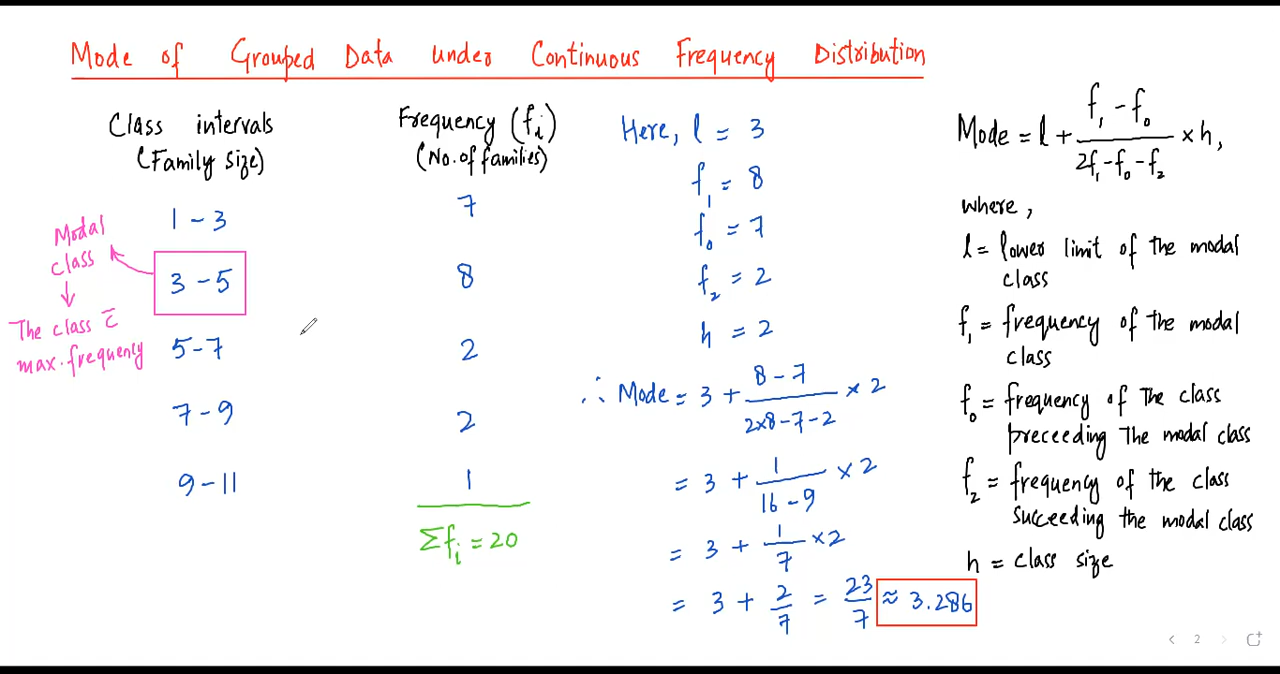 Mode of Grouped Data under Continuous Frequency Distribution
Class intervals
(Family size)
1 – 3
3 – 5
5 – 7
7 – 9
9 – 11
Modal
class
The class c̅
max. frequency
Frequency (fᵢ)
(No. of families)
7
8
2
2
1
Σfᵢ = 20
Here, l = 3
f₁ = 8
f₀ = 7
f₂ = 2
h = 2
∴ Mode = 3 + (8 – 7)/(2×8 – 7 – 2) × 2
= 3 + 1/(16 – 9) × 2
= 3 + 1/7 × 2
= 3 + 2/7 = 23/7 ≈ 3.286
Mode = l + (f₁ – f₀)/(2f₁ – f₀ – f₂) × h,
where,
l = lower limit of the modal
class
f₁ = frequency of the modal
class
f₀ = frequency of the class
preceeding the modal class
f₂ = frequency of the class
succeeding the modal class
h = class size
< 2 >